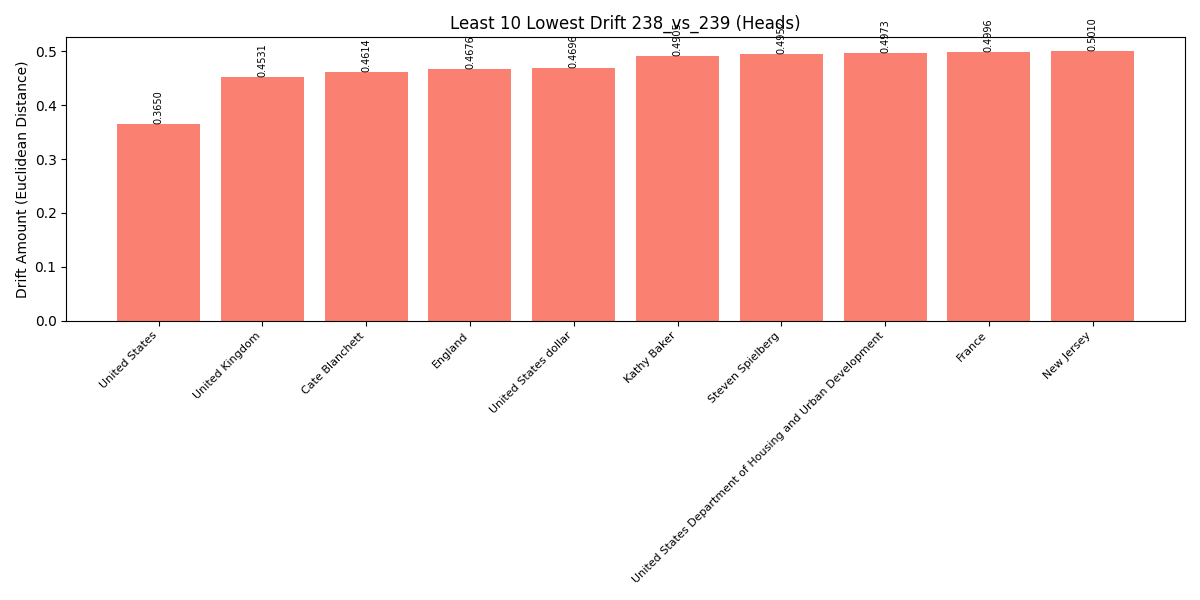 Least 10 Lowest Drift 238_vs_239 (Heads)
Drift Amount (Euclidean Distance)
0.5
0.4
0.3
0.2
0.1
0.0
0.3650
0.4531
0.4614
0.4676
0.4696
0.4973
0.4996
0.5010
United States
United Kingdom
Cate Blanchett
England
United States dollar
Kathy Baker
Steven Spielberg
United States Department of Housing and Urban Development
France
New Jersey